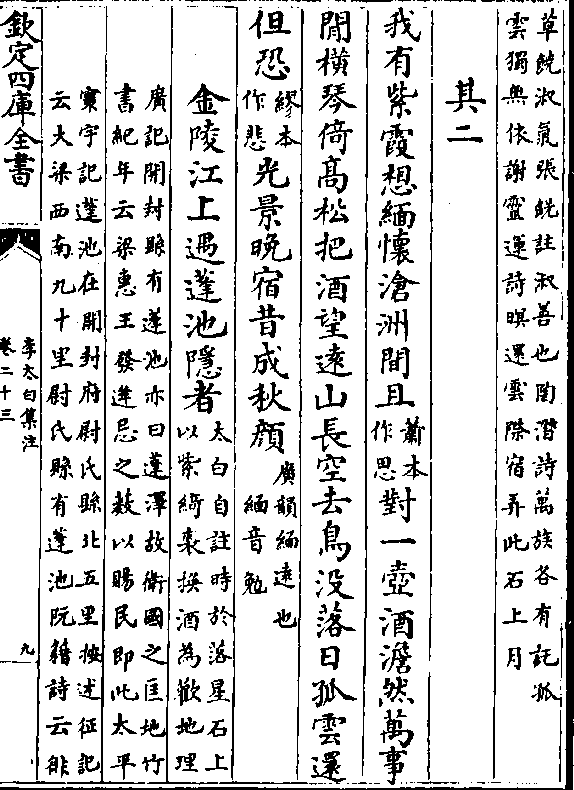 草饒淑氣張銑註淑善也陶潛詩萬族各有託孤
雲獨無依謝靈運詩暝還雲際宿弄此石上月
其二
我有紫霞想緬懷滄洲間且蕭本作思對一壺酒澹然萬事
閒橫琴倚高松把酒望遠山長空去鳥没落日孤雲還
但恐繆本作悲光景晚宿昔成秋顔廣韻緬遠也緬音勉
金陵江上遇蓬池隱者太白自註時於落星石上以紫綺裘換酒為歡地理
廣記開封縣有蓬池亦曰蓬澤故衛國之匡地竹
書紀年云梁惠王發逢忌之藪以賜民即此太平
寰宇記蓬池在開封府尉氏縣北五里按述征記
云大梁西南九十里尉氏縣有蓬池阮籍詩云徘
欽定四庫全書
李太白集注
卷二十三
九